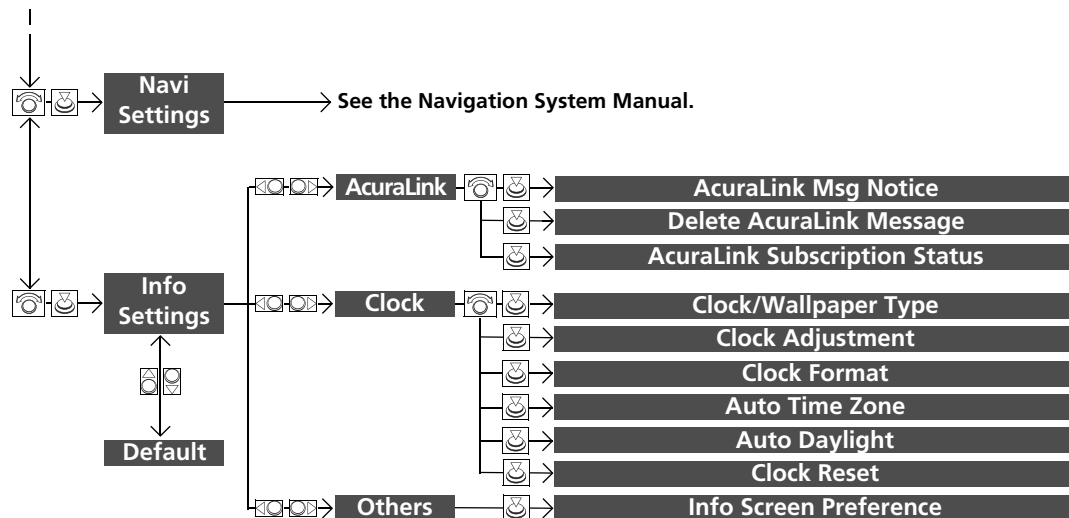 Navi
Settings
See the Navigation System Manual.
Info
Settings
Default
AcuraLink
AcuraLink Msg Notice
Delete AcuraLink Message
AcuraLink Subscription Status
Clock
Clock/Wallpaper Type
Clock Adjustment
Clock Format
Auto Time Zone
Auto Daylight
Clock Reset
Others
Info Screen Preference